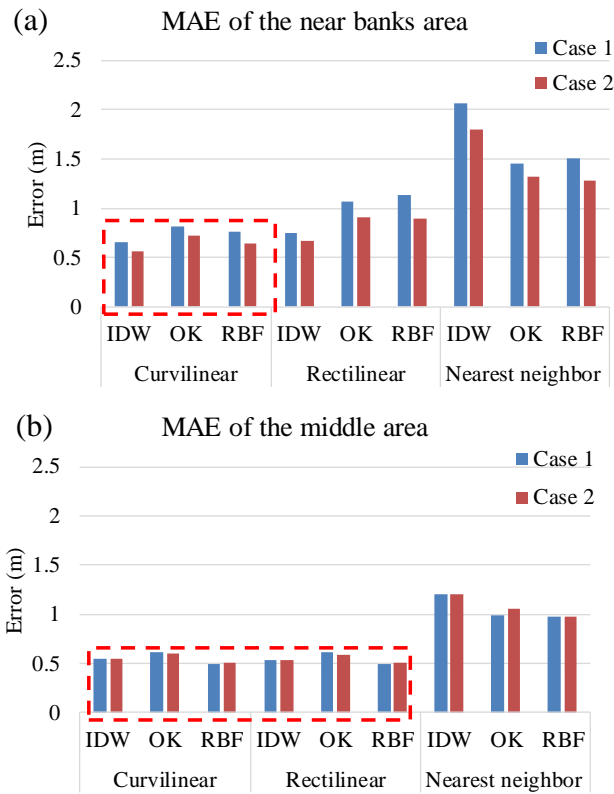 (a) MAE of the near banks area
2.5
Case 1
2
Case 2
1.5
1
0.5
0
Error (m)
IDW OK RBF IDW OK RBF IDW OK RBF
Curvilinear Rectilinear Nearest neighbor
(b) MAE of the middle area
2.5
Case 1
2
Case 2
1.5
1
0.5
0
Error (m)
IDW OK RBF IDW OK RBF IDW OK RBF
Curvilinear Rectilinear Nearest neighbor